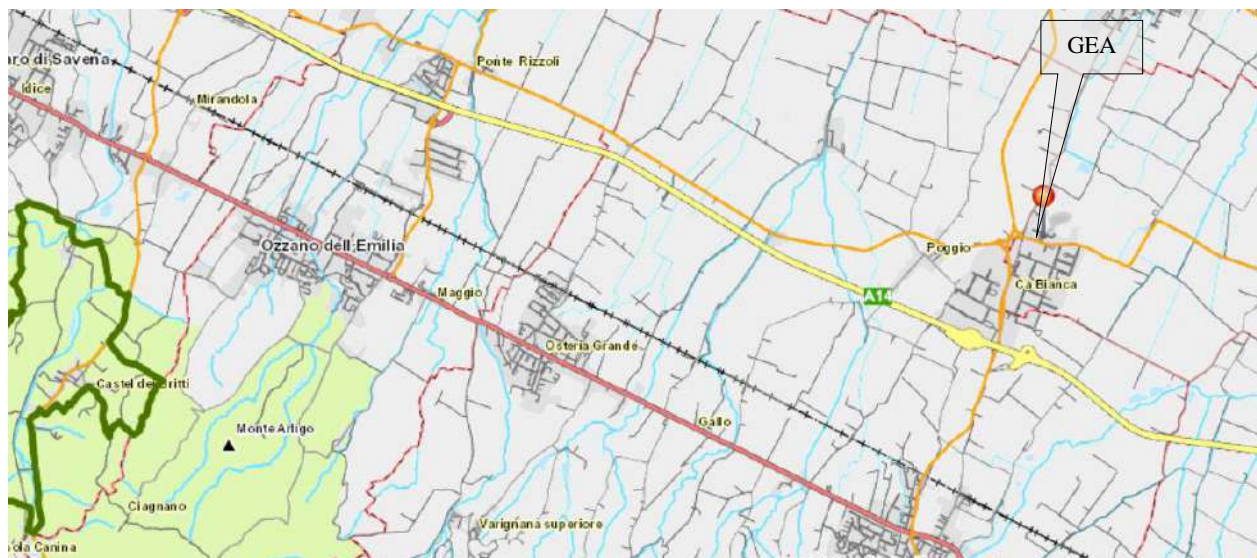 GEA
aro di Savena
Ponte Rizzoli
Idice
Mirandola
Ozzano dell Emilia
Poggio
Ca'Bianca
Maggio
A14
Osteria Grande
Castel de Britti
Gallo
Monte Arligo
Ciagnano
Varignana superiore
ola Canina